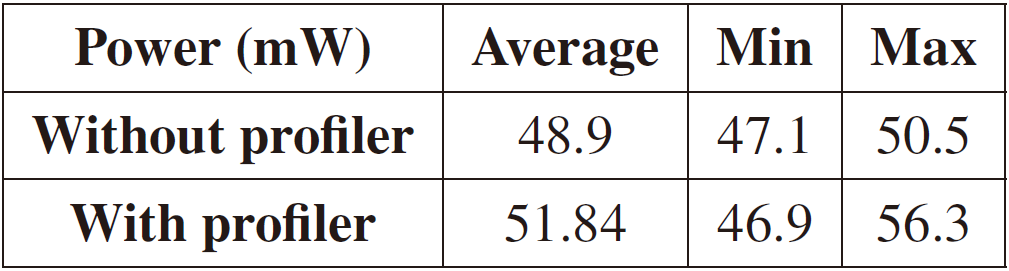 Power (mW) Average Min Max
Without profiler 48.9 47.1 50.5
With profiler 51.84 46.9 56.3